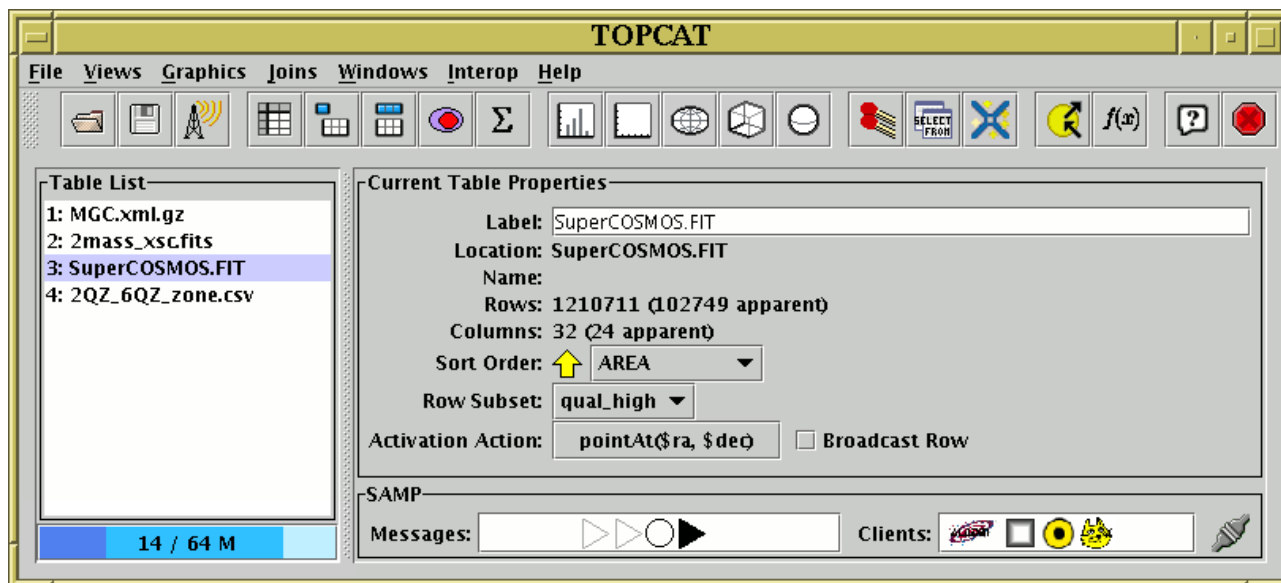 TOPCAT
File Views Graphics Joins Windows Interop Help
Σ SELECT FROM f(x) ?
Table List
1: MGC.xml.gz
2: 2mass_xsc.fits
3: SuperCOSMOS.FIT
4: 2QZ_6QZ_zone.csv
14 / 64 M
Current Table Properties
Label: SuperCOSMOS.FIT
Location: SuperCOSMOS.FIT
Name:
Rows: 1210711 (102749 apparent)
Columns: 32 (24 apparent)
Sort Order: AREA
Row Subset: qual_high
Activation Action: pointAt($ra, $dec) Broadcast Row
SAMP
Messages: Clients: